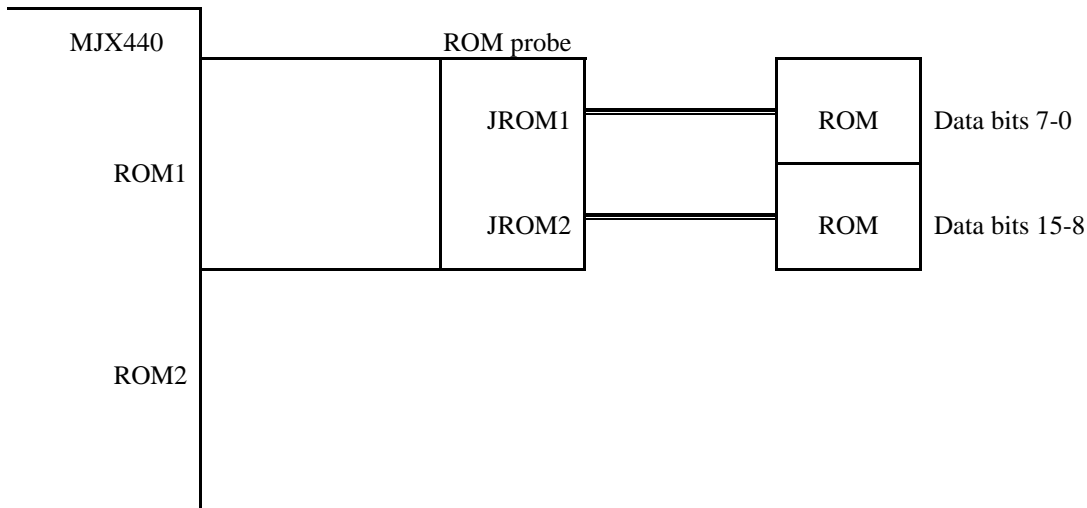 MJX440
ROM probe
JROM1
ROM
Data bits 7-0
ROM1
JROM2
ROM
Data bits 15-8
ROM2